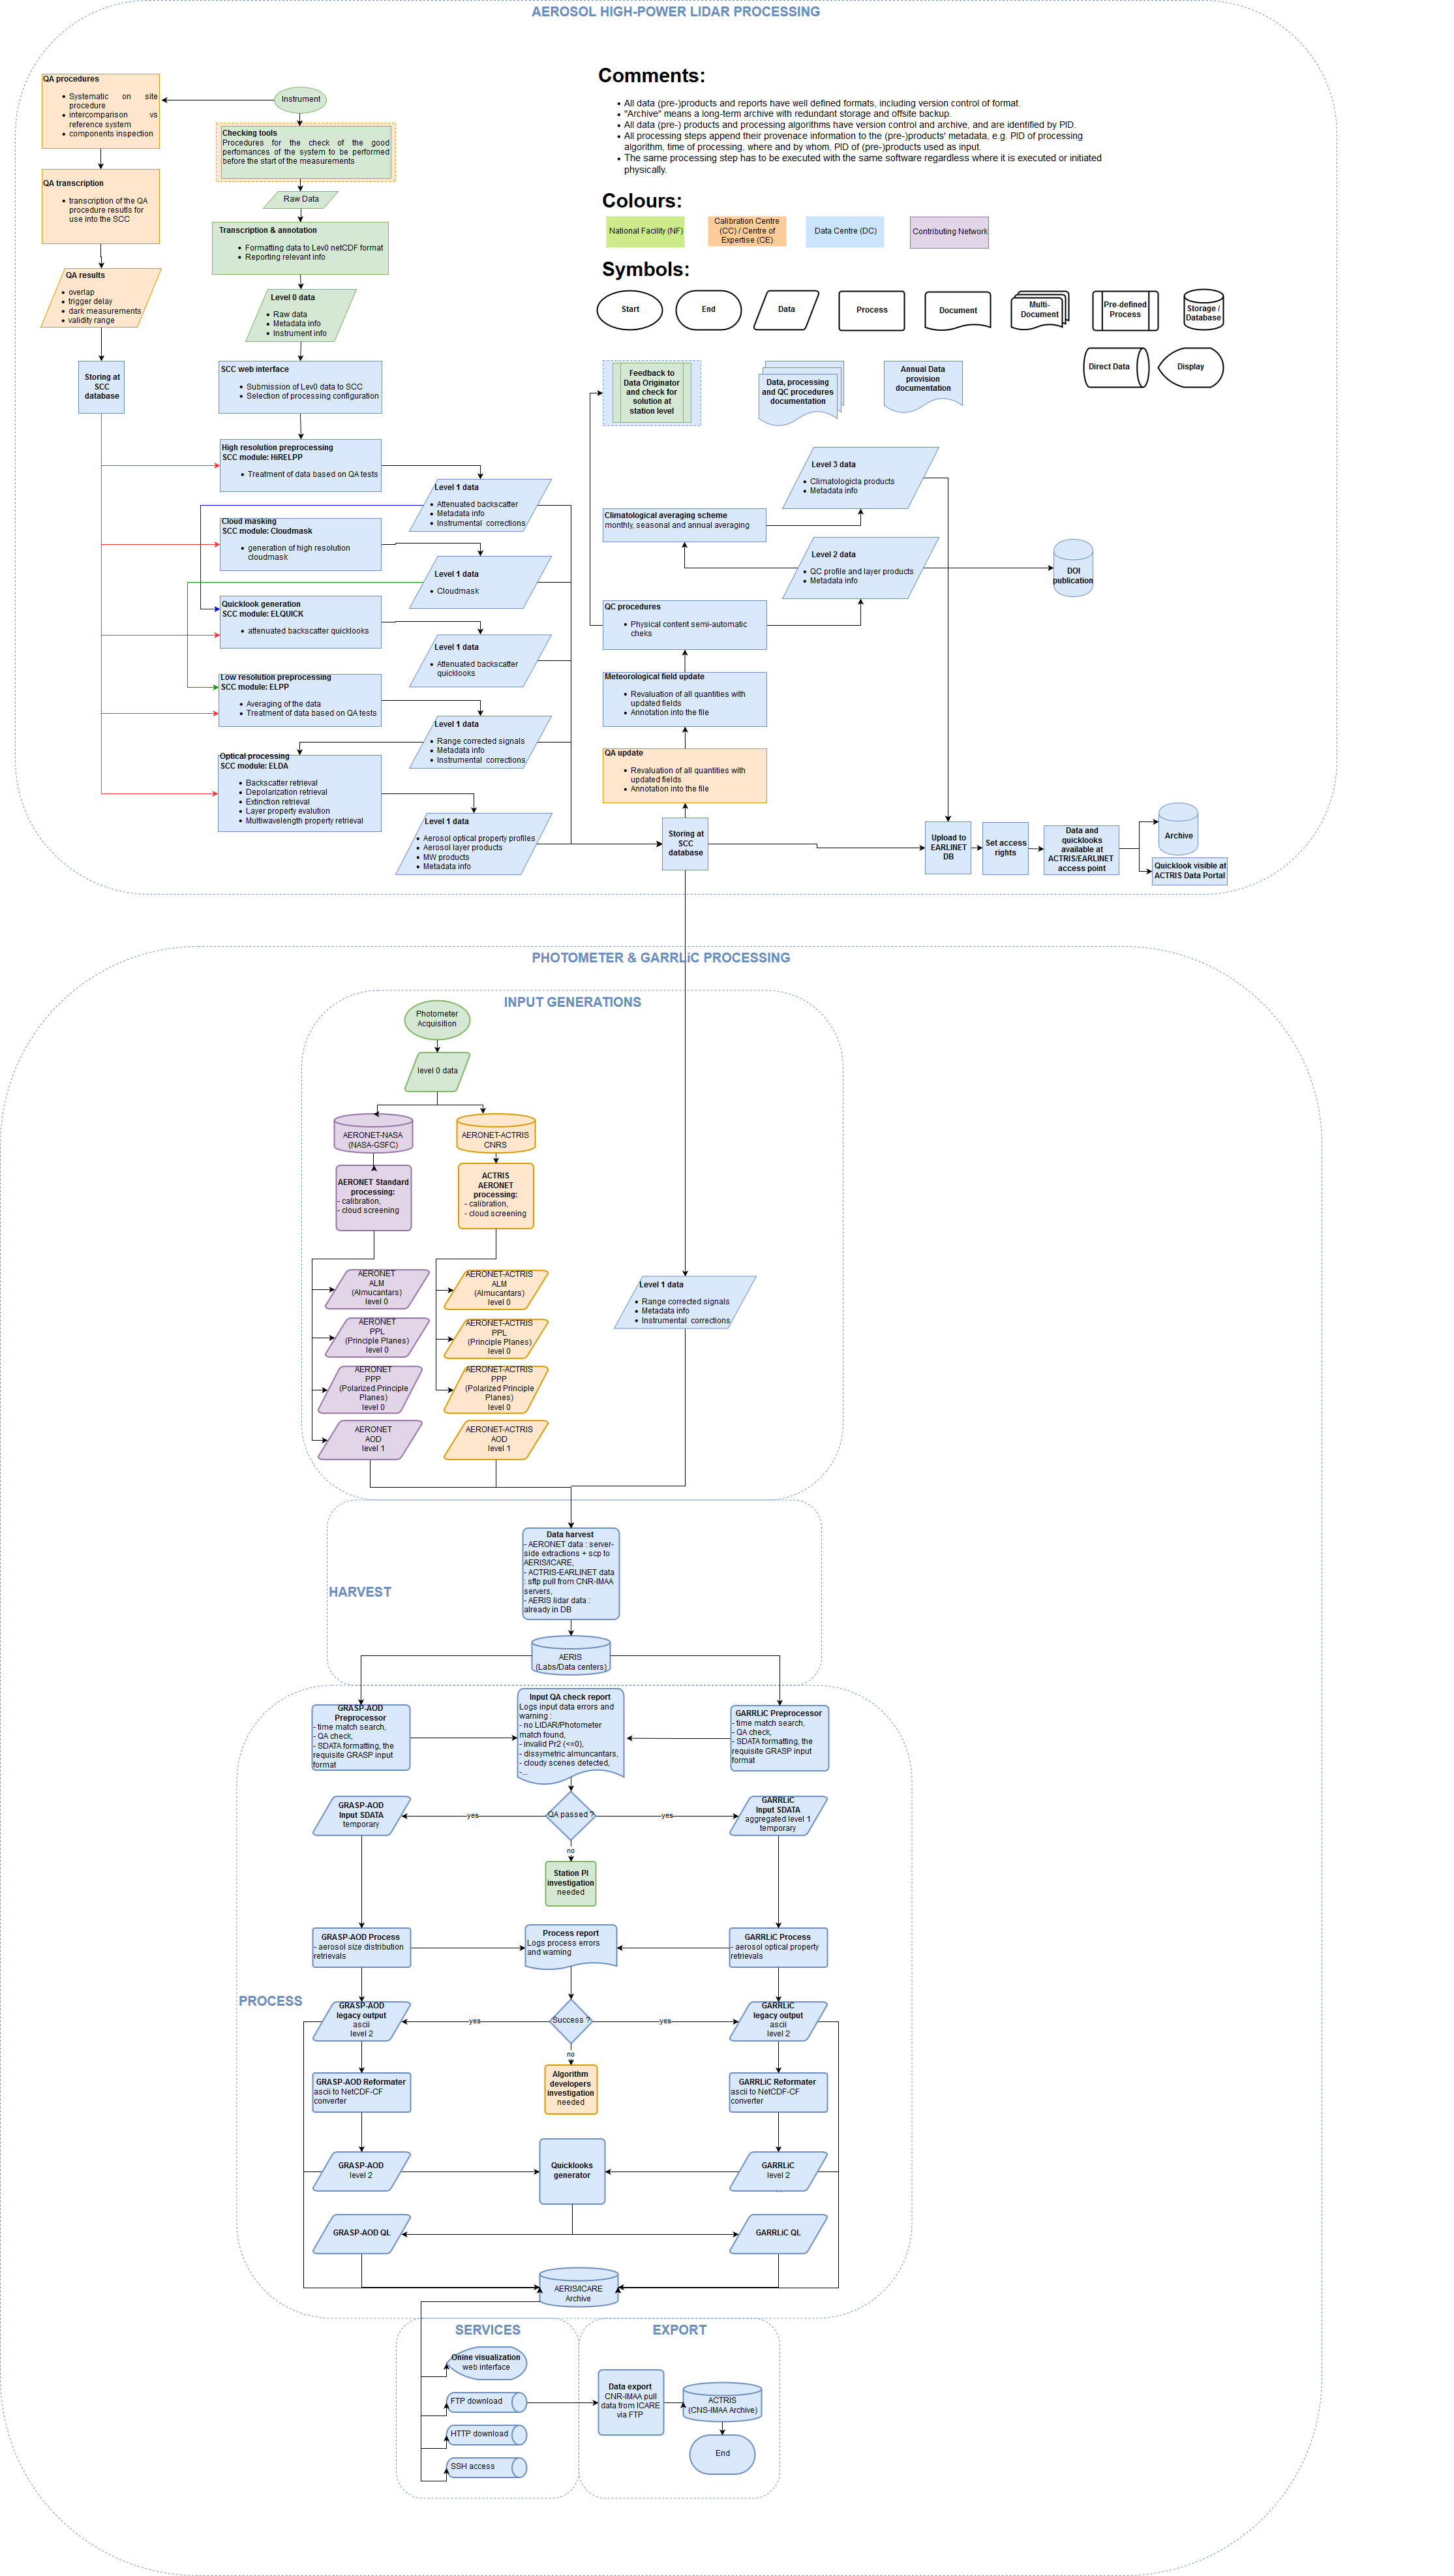 AEROSOL HIGH-POWER LIDAR PROCESSING
QA procedures
Systematic on site
procedure
intercomparison vs
reference system
components inspection
QA transcription
transcription of the QA
procedure resutls for
use into the SCC
QA results
overlap
trigger delay
dark measurements
validity range
Storing at
SCC
database
Instrument
Checking tools
Procedures for the check of the good
perfomances of the system to be performed
before the start of the measurements
Raw Data
Transcription & annotation
Formatting data to Lev0 netCDF format
Reporting relevant info
Level 0 data
Raw data
Metadata info
Instrument info
SCC web interface
Submission of Lev0 data to SCC
Selection of processing configuration
High resolution preprocessing
SCC module: HiRELPP
Treatment of data based on QA tests
Level 1 data
Attenuated backscatter
Metadata info
Instrumental corrections
Cloud masking
SCC module: Cloudmask
generation of high resolution
cloudmask
Level 1 data
Cloudmask
Quicklook generation
SCC module: ELQUICK
attenuated backscatter quicklooks
Level 1 data
Attenuated backscatter
quicklooks
Low resolution preprocessing
SCC module: ELPP
Averaging of the data
Treatment of data based on QA tests
Level 1 data
Range corrected signals
Metadata info
Instrumental corrections
Optical processing
SCC module: ELDA
Backscatter retrieval
Depolarization retrieval
Extinction retrieval
Layer property evalution
Multiwavelength property retrieval
Level 1 data
Aerosol optical property profiles
Aerosol layer products
MW products
Metadata info
Comments:
All data (pre-)products and reports have well defined formats, including version control of format.
"Archive" means a long-term archive with redundant storage and offsite backup.
All data (pre-) products and processing algorithms have version control and archive, and are identified by PID.
All processing steps append their provenace information to the (pre-)products' metadata, e.g. PID of processing
algorithm, time of processing, where and by whom, PID of (pre-)products used as input.
The same processing step has to be executed with the same software regardless where it is executed or initiated
physically.
Colours:
National Facility (NF)
Calibration Centre
(CC) / Centre of
Expertise (CE)
Data Centre (DC)
Contributing Network
Symbols:
Start
End
Data
Process
Document
Multi-
Document
Pre-defined
Process
Storage /
Database
Direct Data
Display
Feedback to
Data Originator
and check for
solution at
station level
Data, processing
and QC procedures
documentation
Annual Data
provision
documentation
Level 3 data
Climatologicla products
Metadata info
Climatological averaging scheme
monthly, seasonal and annual averaging
Level 2 data
QC profile and layer products
Metadata info
DOI
publication
QC procedures
Physical content semi-automatic
cheks
Meteorological field update
Revaluation of all quantities with
updated fields
Annotation into the file
QA update
Revaluation of all quantities with
updated fields
Annotation into the file
Storing at
SCC
database
Upload to
EARLINET
DB
Set access
rights
Data and
quicklooks
available at
ACTRIS/EARLINET
access point
Archive
Quicklook visible at
ACTRIS Data Portal
PHOTOMETER & GARRLiC PROCESSING
INPUT GENERATIONS
Photometer
Acquisition
level 0 data
AERONET-NASA
(NASA-GSFC)
AERONET-ACTRIS
CNRS
AERONET Standard
processing:
- calibration,
- cloud screening
ACTRIS
AERONET
processing:
- calibration,
- cloud screening
AERONET
ALM
(Almucantars)
level 0
AERONET-ACTRIS
ALM
(Almucantars)
level 0
AERONET
PPL
(Principle Planes)
level 0
AERONET-ACTRIS
PPL
(Principle Planes)
level 0
AERONET
PPP
(Polarized Principle
Planes)
level 0
AERONET-ACTRIS
PPP
(Polarized Principle
Planes)
level 0
AERONET
AOD
level 1
AERONET-ACTRIS
AOD
level 1
Level 1 data
Range corrected signals
Metadata info
Instrumental corrections
HARVEST
Data harvest
- AERONET data : server-
side extractions + scp to
AERIS/ICARE,
- ACTRIS-EARLINET data
: sftp pull from CNR-IMAA
servers,
- AERIS lidar data :
already in DB
AERIS
(Labs/Data centers)
PROCESS
GRASP-AOD
Preprocessor
- time match search,
- QA check,
- SDATA formatting, the
requisite GRASP input
format
Input QA check report
Logs input data errors and
warning :
- no LIDAR/Photometer
match found,
- invalid Pr2 (<=0),
- dissymetric almuncantars,
- cloudy scenes detected,
-...
GARRLiC Preprocessor
- time match search,
- QA check,
- SDATA formatting, the
requisite GRASP input
format
GRASP-AOD
Input SDATA
temporary
yes
QA passed ?
yes
GARRLiC
Input SDATA
aggregated level 1
temporary
no
Station PI
investigation
needed
GRASP-AOD Process
- aerosol size distribution
retrievals
Process report
Logs process errors
and warning
GARRLiC Process
- aerosol optical property
retrievals
GRASP-AOD
legacy output
ascii
level 2
yes
Success ?
yes
GARRLiC
legacy output
ascii
level 2
no
Algorithm
developers
investigation
needed
GRASP-AOD Reformater
ascii to NetCDF-CF
converter
GARRLiC Reformater
ascii to NetCDF-CF
converter
GRASP-AOD
level 2
Quicklooks
generator
GARRLiC
level 2
GRASP-AOD QL
GARRLiC QL
AERIS/ICARE
Archive
SERVICES
Onine visualization
web interface
FTP download
HTTP download
SSH access
EXPORT
Data export
CNR-IMAA pull
data from ICARE
via FTP
ACTRIS
(CNS-IMAA Archive)
End